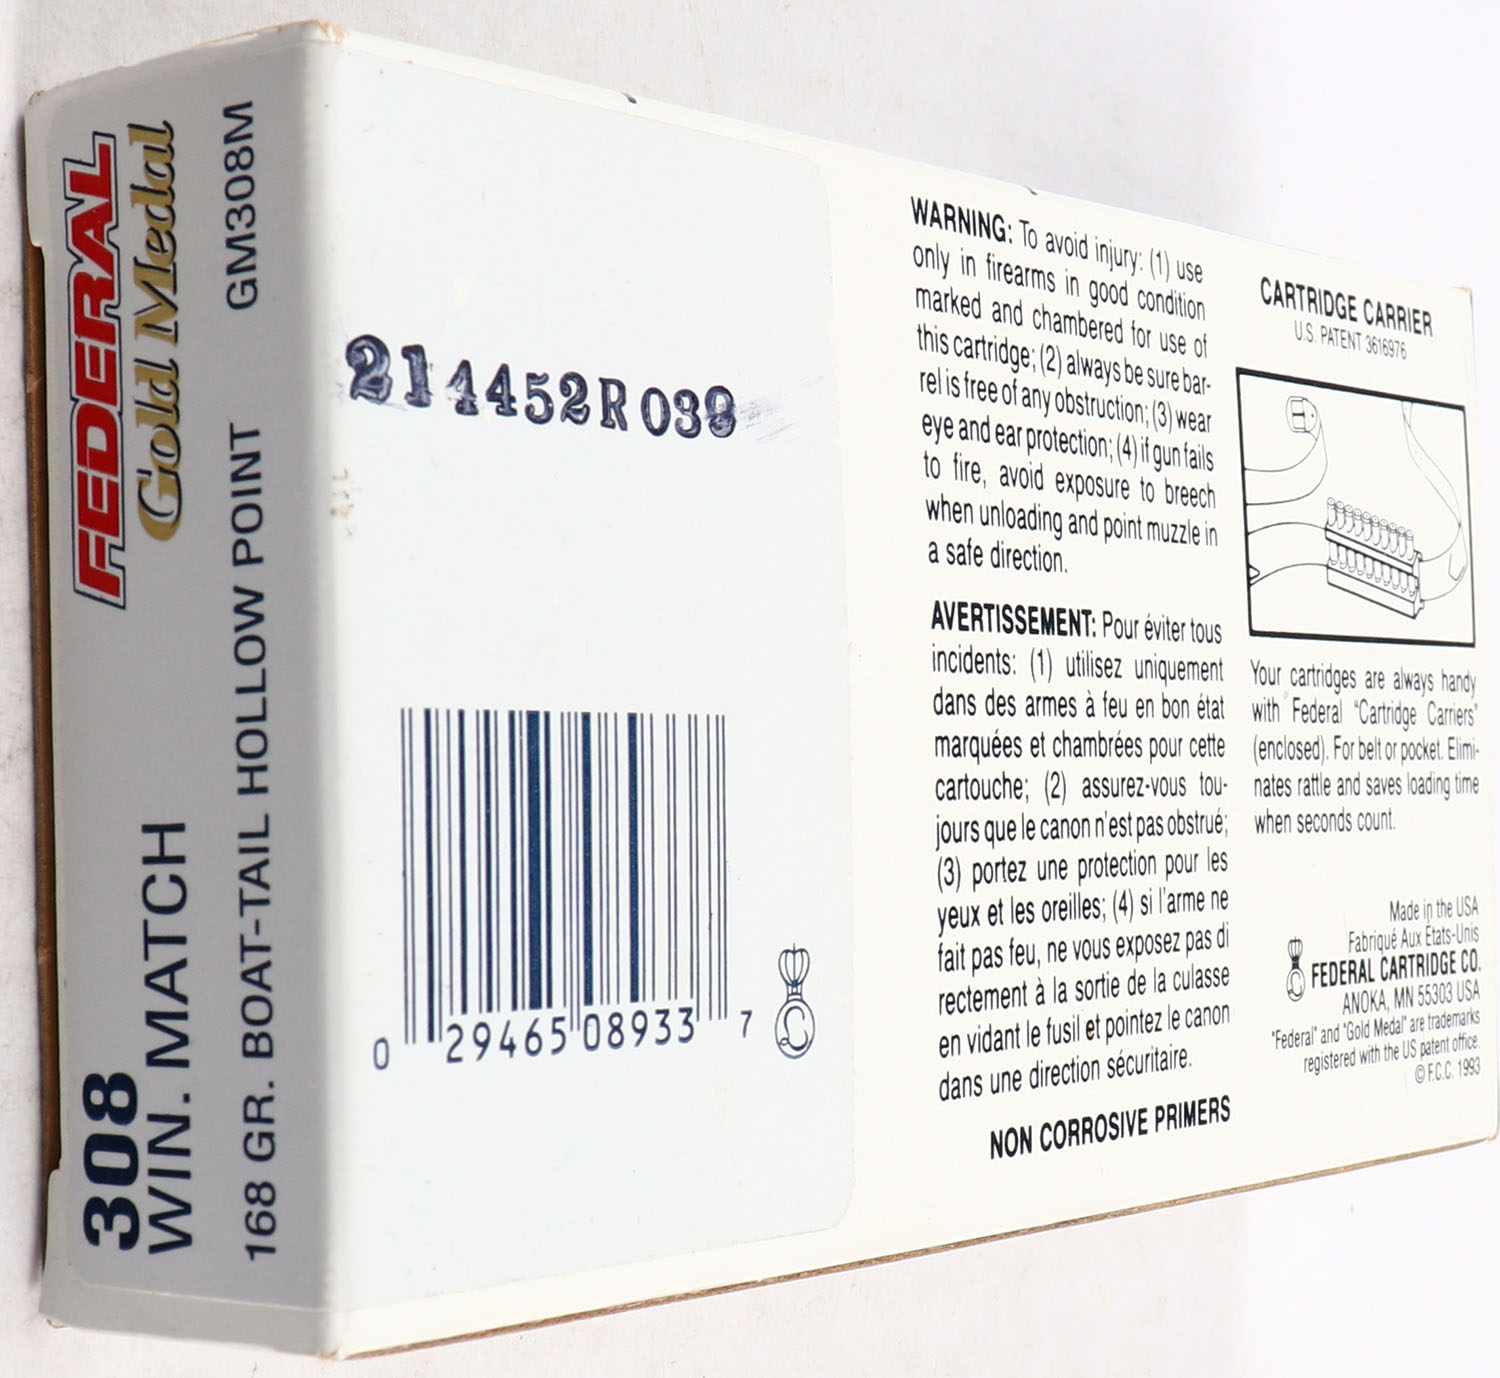 FEDERAL
Gold Medal
308
WIN. MATCH
168 GR. BOAT-TAIL HOLLOW POINT GM308M
214452R039
0 29465 08933 7
WARNING: To avoid injury: (1) use
only in firearms in good condition
marked and chambered for use of
this cartridge; (2) always be sure bar-
rel is free of any obstruction; (3) wear
eye and ear protection; (4) if gun fails
to fire, avoid exposure to breech
when unloading and point muzzle in
a safe direction.
AVERTISSEMENT: Pour éviter tous
incidents: (1) utilisez uniquement
dans des armes à feu en bon état
marquées et chambrées pour cette
cartouche; (2) assurez-vous tou-
jours que le canon n'est pas obstrué;
(3) portez une protection pour les
yeux et les oreilles; (4) si l'arme ne
fait pas feu, ne vous exposez pas di
rectement à la sortie de la culasse
en vidant le fusil et pointez le canon
dans une direction sécuritaire.
NON CORROSIVE PRIMERS
CARTRIDGE CARRIER
U.S. PATENT 3616976
Your cartridges are always handy
with Federal "Cartridge Carriers"
(enclosed). For belt or pocket. Elimi-
nates rattle and saves loading time
when seconds count.
Made in the USA
Fabriqué Aux États-Unis
FEDERAL CARTRIDGE CO.
ANOKA, MN 55303 USA
"Federal" and "Gold Medal" are trademarks
registered with the US patent office.
© F.C.C. 1993